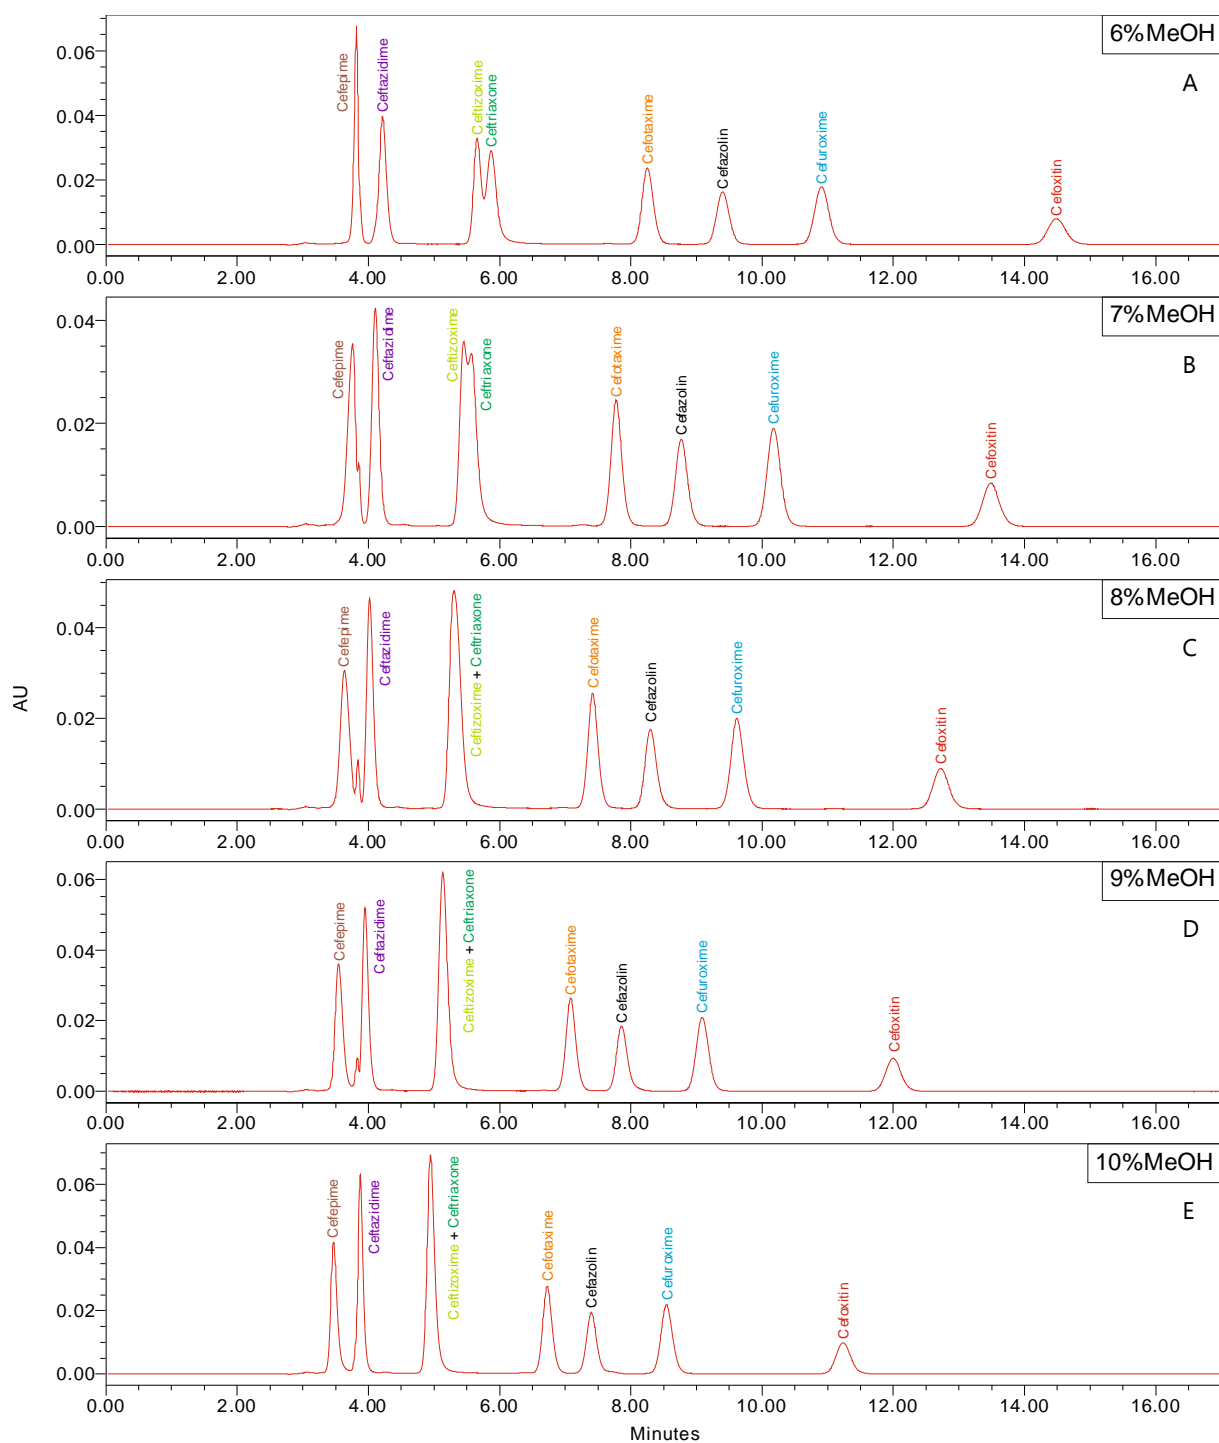 6%MeOH
A
Cefepime
Ceftazidime
Ceftizoxime
Ceftriaxone
Cefotaxime
Cefazolin
Cefuroxime
Cefoxitin
0.06
0.04
0.02
0.00
0.00 2.00 4.00 6.00 8.00 10.00 12.00 14.00 16.00
7%MeOH
B
Cefepime
Ceftazidime
Ceftizoxime
Ceftriaxone
Cefotaxime
Cefazolin
Cefuroxime
Cefoxitin
0.04
0.02
0.00
0.00 2.00 4.00 6.00 8.00 10.00 12.00 14.00 16.00
8%MeOH
C
Cefepime
Ceftazidime
Ceftizoxime + Ceftriaxone
Cefotaxime
Cefazolin
Cefuroxime
Cefoxitin
0.04
0.02
0.00
AU
0.00 2.00 4.00 6.00 8.00 10.00 12.00 14.00 16.00
9%MeOH
D
Cefepime
Ceftazidime
Ceftizoxime + Ceftriaxone
Cefotaxime
Cefazolin
Cefuroxime
Cefoxitin
0.06
0.04
0.02
0.00
0.00 2.00 4.00 6.00 8.00 10.00 12.00 14.00 16.00
10%MeOH
E
Cefepime
Ceftazidime
Ceftizoxime + Ceftriaxone
Cefotaxime
Cefazolin
Cefuroxime
Cefoxitin
0.06
0.04
0.02
0.00
0.00 2.00 4.00 6.00 8.00 10.00 12.00 14.00 16.00
Minutes